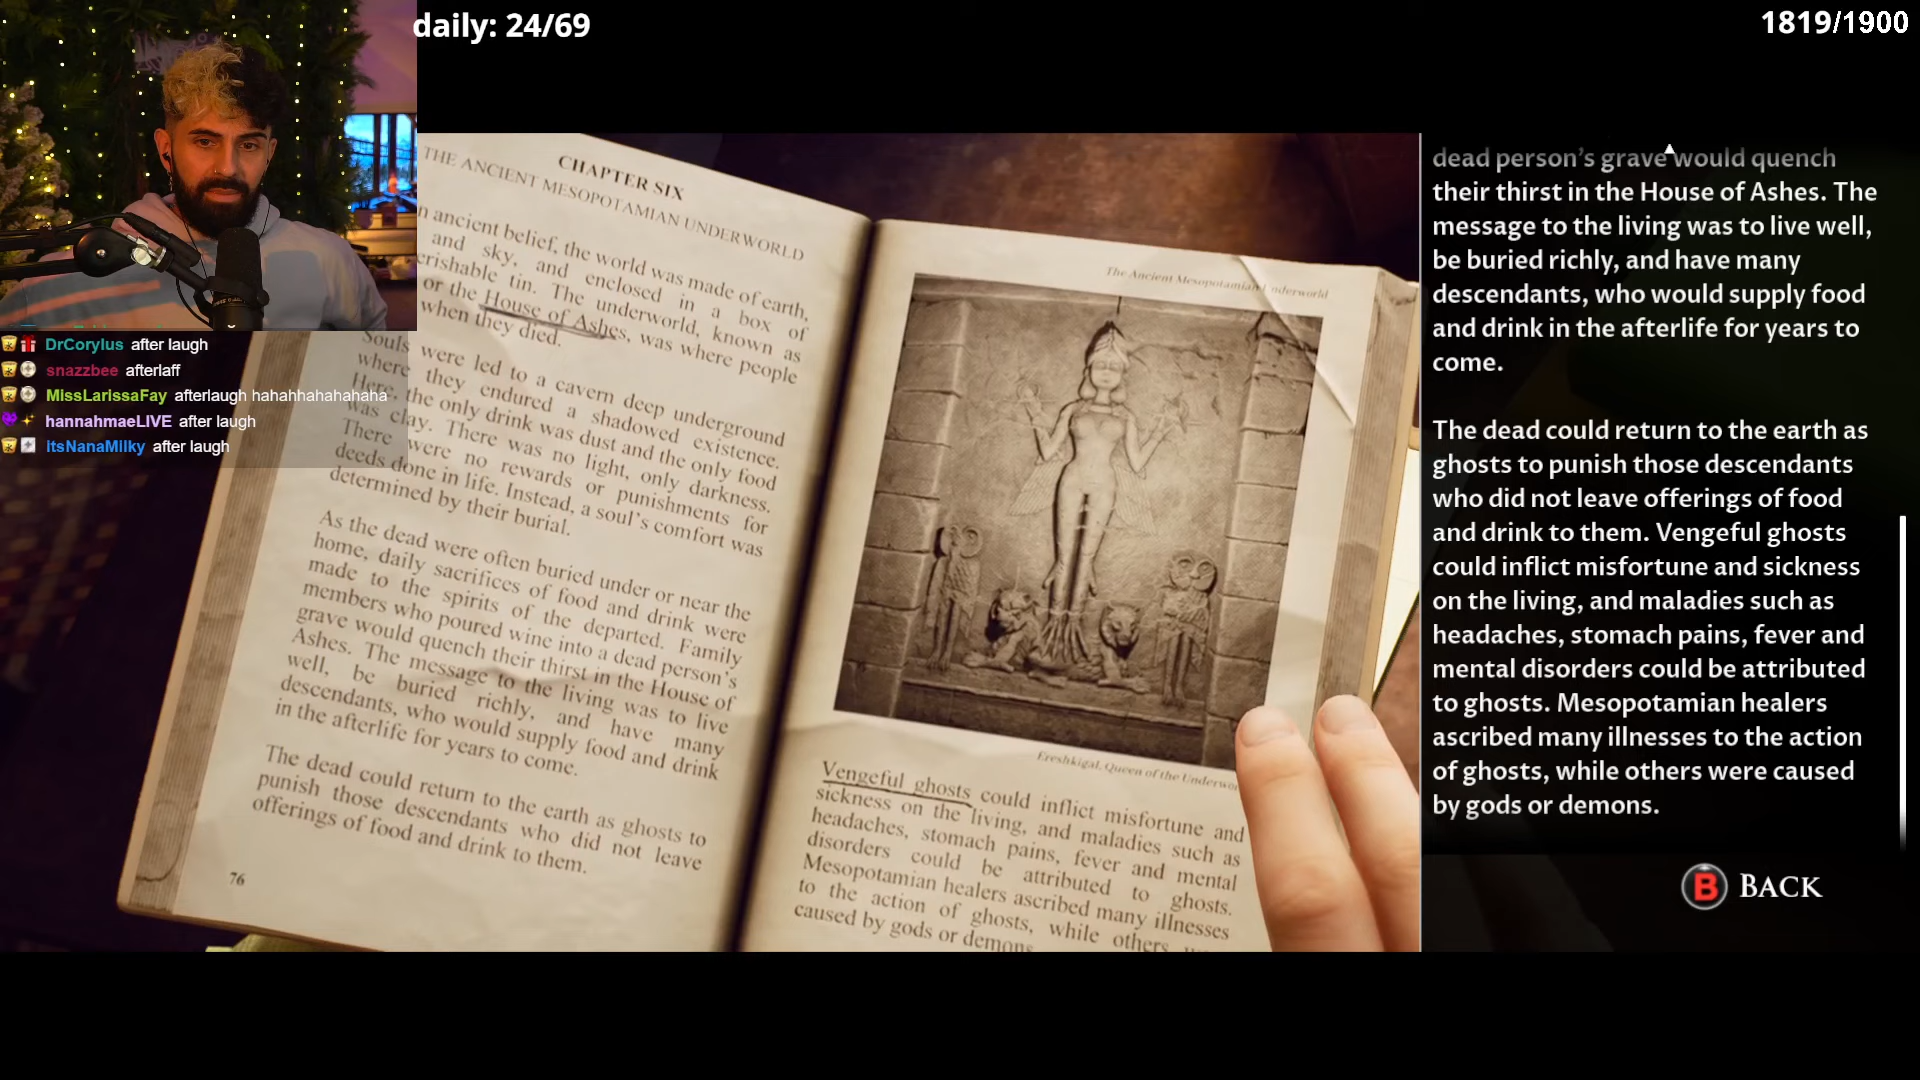 daily: 24/69
1819/1900
DrCorylus after laugh
snazzbee afterlaff
MIssLarissaFay afterlaugh hahahhahahahaha
hannahmaeLIVE after laugh
ItsNanaMIlky after laugh
CHAPTER SIX
THE ANCIENT MESOPOTAMIAN UNDERWORLD
n ancient belief, the world was made of earth,
and sky, and enclosed in a box of
erishable tin. The underworld, known as
or the House of Ashes, was where people
when they died.
Souls were led to a cavern deep underground
where they endured a shadowed existence.
Here, the only drink was dust and the only food
was clay. There was no light, only darkness.
There were no rewards or punishments for
deeds done in life. Instead, a soul's comfort was
determined by their burial.
As the dead were often buried under or near the
home, daily sacrifices of food and drink were
made to the spirits of the departed. Family
members who poured wine into a dead person's
grave would quench their thirst in the House of
Ashes. The message to the living was to live
well, be buried richly, and have many
descendants, who would supply food and drink
in the afterlife for years to come.
The dead could return to the earth as ghosts to
punish those descendants who did not leave
offerings of food and drink to them.
76
The Ancient Mesopotamian Underworld
Ereshkigal, Queen of the Underwo
Vengeful ghosts could inflict misfortune and
sickness on the living, and maladies such as
headaches, stomach pains, fever and mental
disorders could be attributed to ghosts.
Mesopotamian healers ascribed many illnesses
to the action of ghosts, while others
caused by gods or demons
dead person's grave would quench
their thirst in the House of Ashes. The
message to the living was to live well,
be buried richly, and have many
descendants, who would supply food
and drink in the afterlife for years to
come.
The dead could return to the earth as
ghosts to punish those descendants
who did not leave offerings of food
and drink to them. Vengeful ghosts
could inflict misfortune and sickness
on the living, and maladies such as
headaches, stomach pains, fever and
mental disorders could be attributed
to ghosts. Mesopotamian healers
ascribed many illnesses to the action
of ghosts, while others were caused
by gods or demons.
B BACK